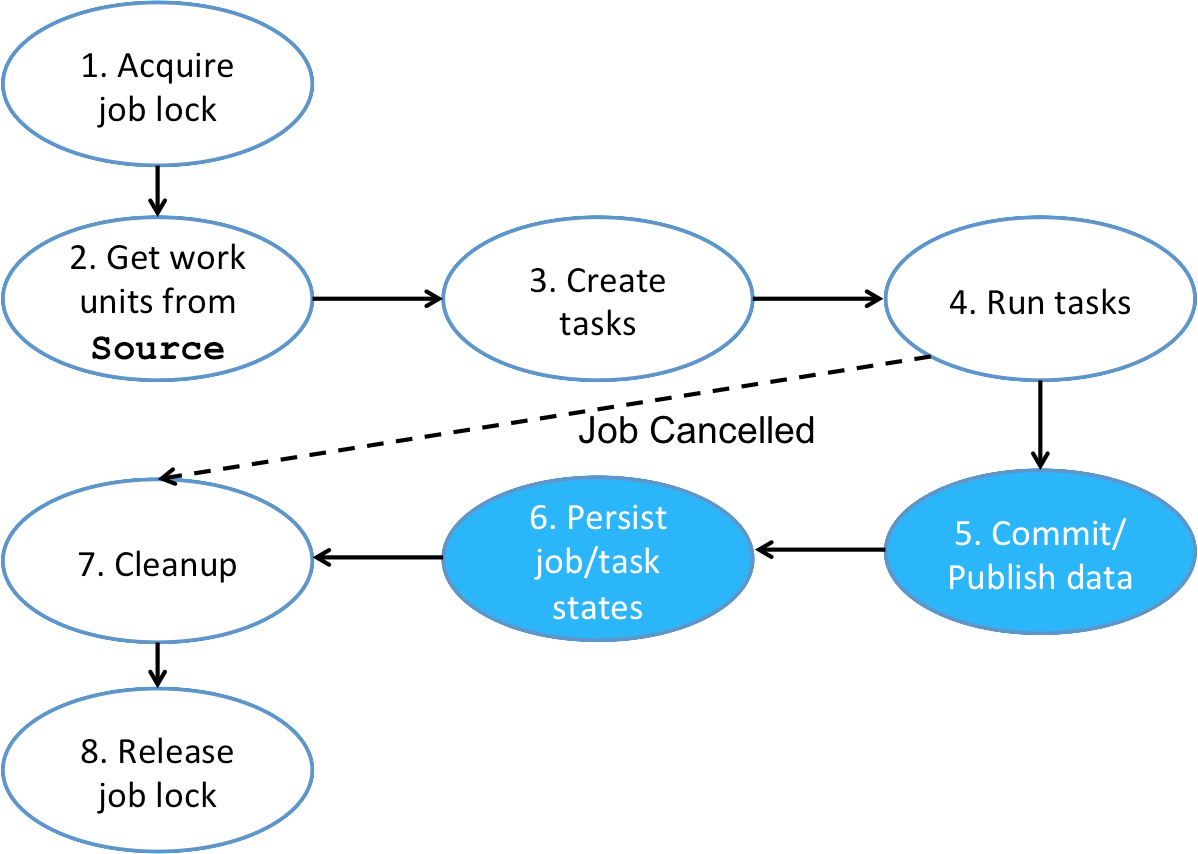 1. Acquire
job lock
2. Get work
units from
Source
3. Create
tasks
4. Run tasks
Job Cancelled
5. Commit/
Publish data
6. Persist
job/task
states
7. Cleanup
8. Release
job lock